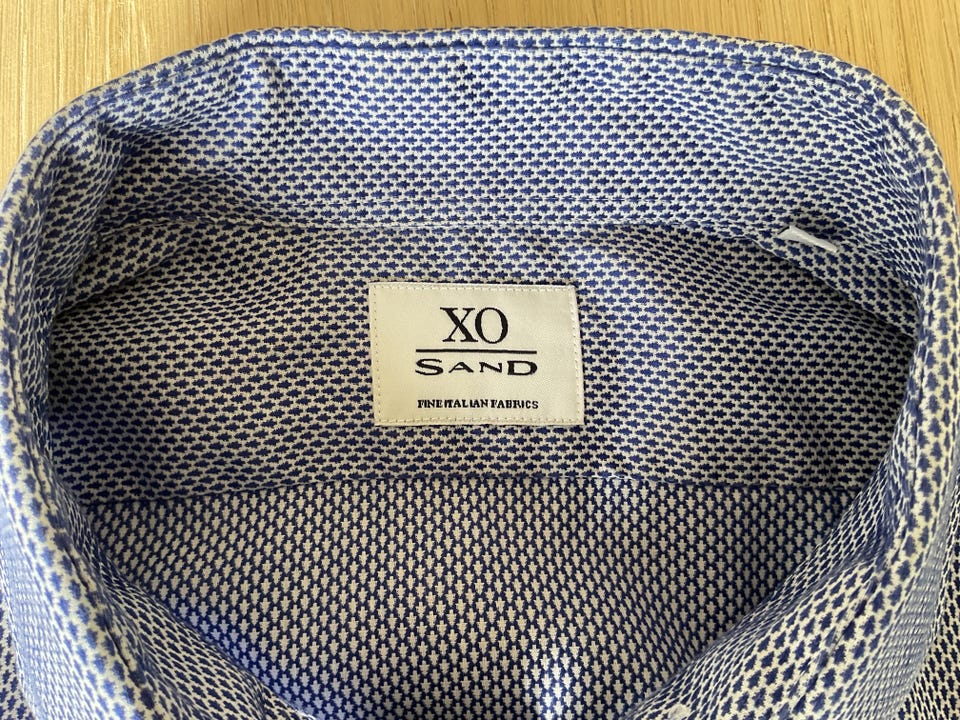 XO
SAND
FINE ITALIAN FABRICS